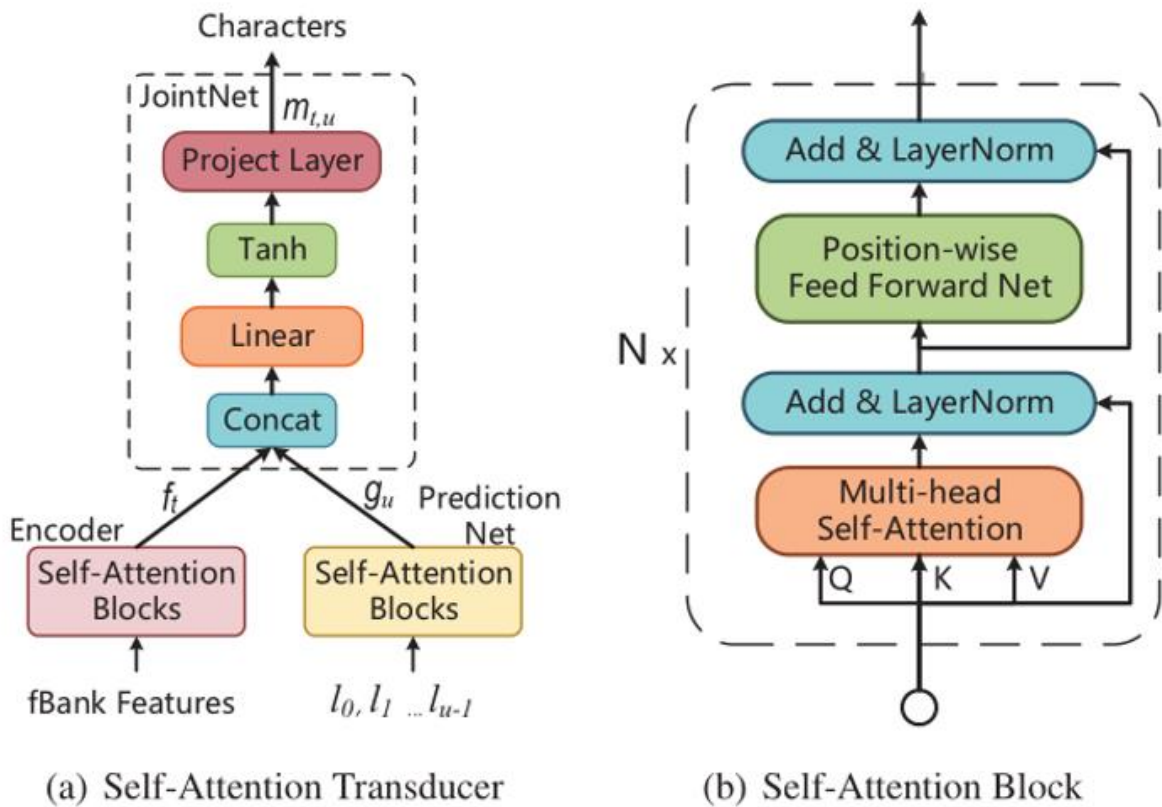 Characters
JointNet
m_{t,u}
Project Layer
Tanh
Linear
Concat
f_t
g_u
Encoder
Prediction
Net
Self-Attention
Blocks
Self-Attention
Blocks
fBank Features
l_0, l_1 ... l_{u-1}
(a) Self-Attention Transducer
Add & LayerNorm
Position-wise
Feed Forward Net
N x
Add & LayerNorm
Multi-head
Self-Attention
Q K V
(b) Self-Attention Block